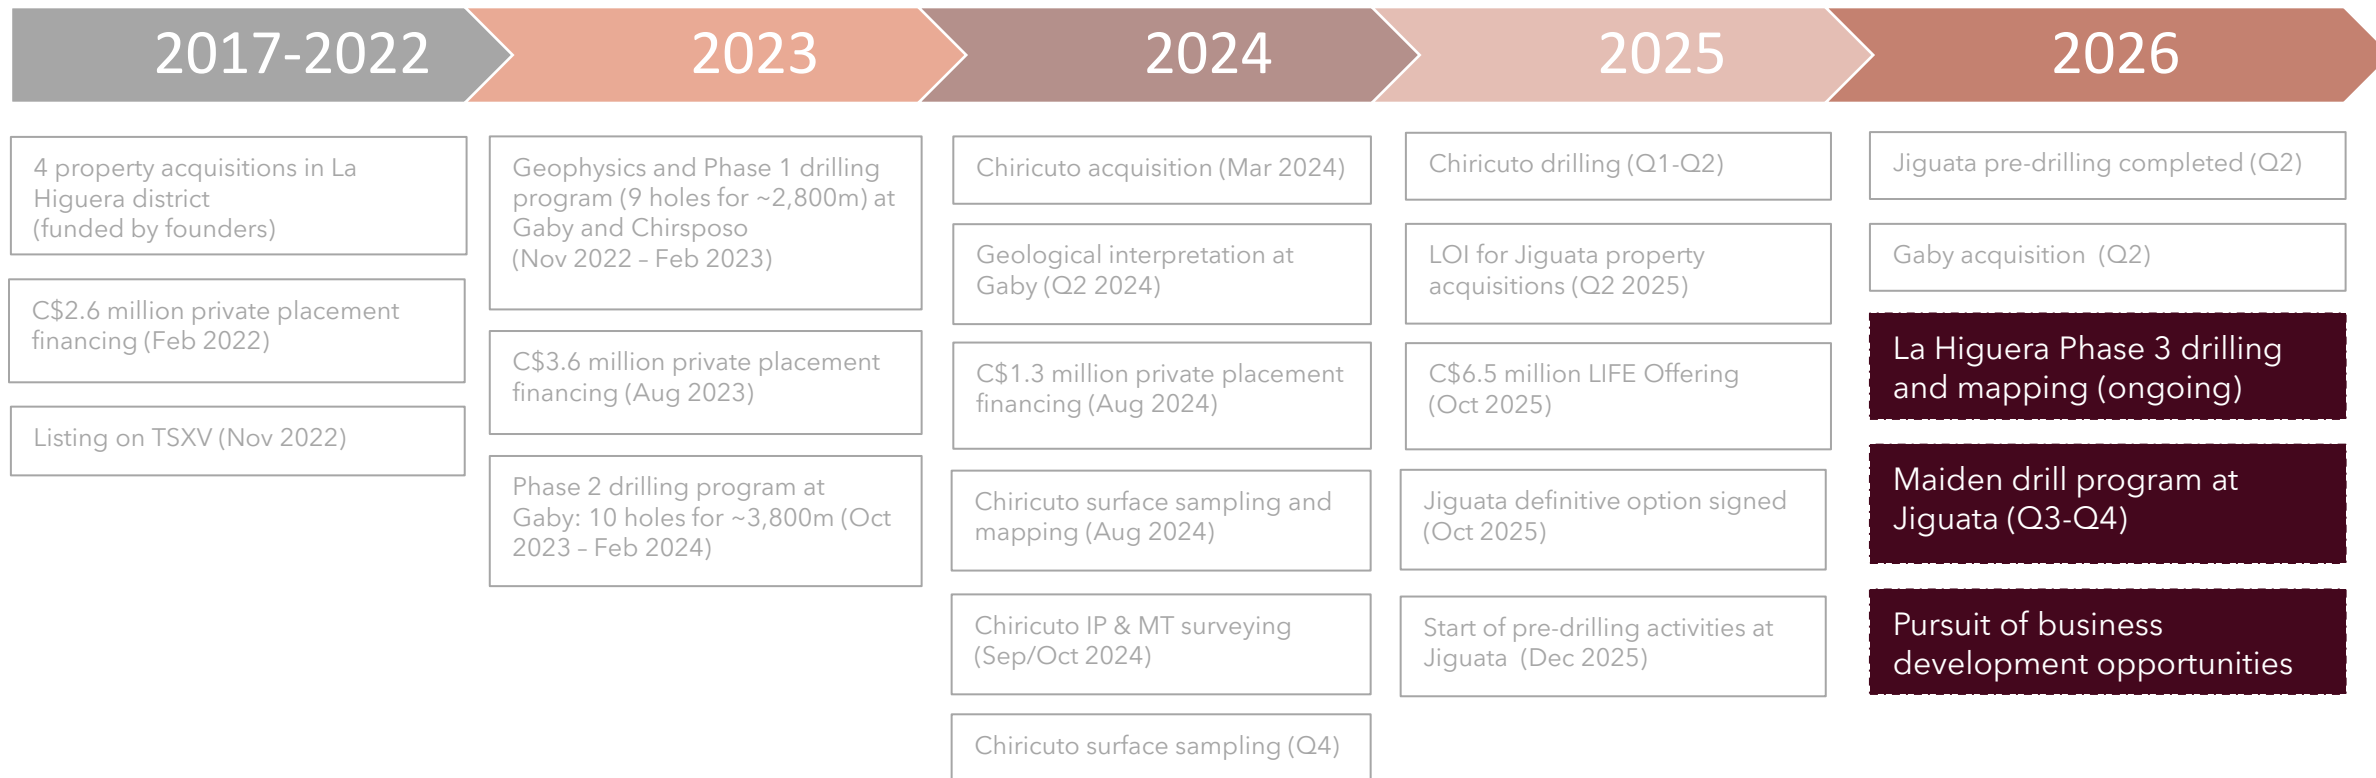 2017-2022
2023
2024
2025
2026
4 property acquisitions in La
Higuera district
(funded by founders)
C$2.6 million private placement
financing (Feb 2022)
Listing on TSXV (Nov 2022)
Geophysics and Phase 1 drilling
program (9 holes for ~2,800m) at
Gaby and Chirsposo
(Nov 2022 – Feb 2023)
C$3.6 million private placement
financing (Aug 2023)
Phase 2 drilling program at
Gaby: 10 holes for ~3,800m (Oct
2023 – Feb 2024)
Chiricuto acquisition (Mar 2024)
Geological interpretation at
Gaby (Q2 2024)
C$1.3 million private placement
financing (Aug 2024)
Chiricuto surface sampling and
mapping (Aug 2024)
Chiricuto IP & MT surveying
(Sep/Oct 2024)
Chiricuto surface sampling (Q4)
Chiricuto drilling (Q1-Q2)
LOI for Jiguata property
acquisitions (Q2 2025)
C$6.5 million LIFE Offering
(Oct 2025)
Jiguata definitive option signed
(Oct 2025)
Start of pre-drilling activities at
Jiguata (Dec 2025)
Jiguata pre-drilling completed (Q2)
Gaby acquisition (Q2)
La Higuera Phase 3 drilling
and mapping (ongoing)
Maiden drill program at
Jiguata (Q3-Q4)
Pursuit of business
development opportunities